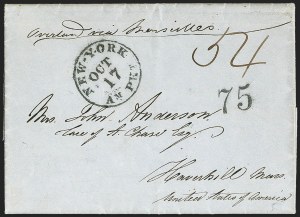 Overland via Marseilles
54
NEW-YORK
OCT
17
AM PKT
75
Mrs. John Anderson
Care of A Chase Esq.
Haverhill Mass.
United States of America